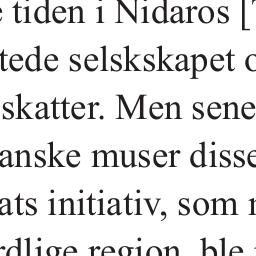 tiden i Nidaros [
tede selskskapet
skatter. Men sene
anske muser disse
ats initiativ, som
rdlige region, ble